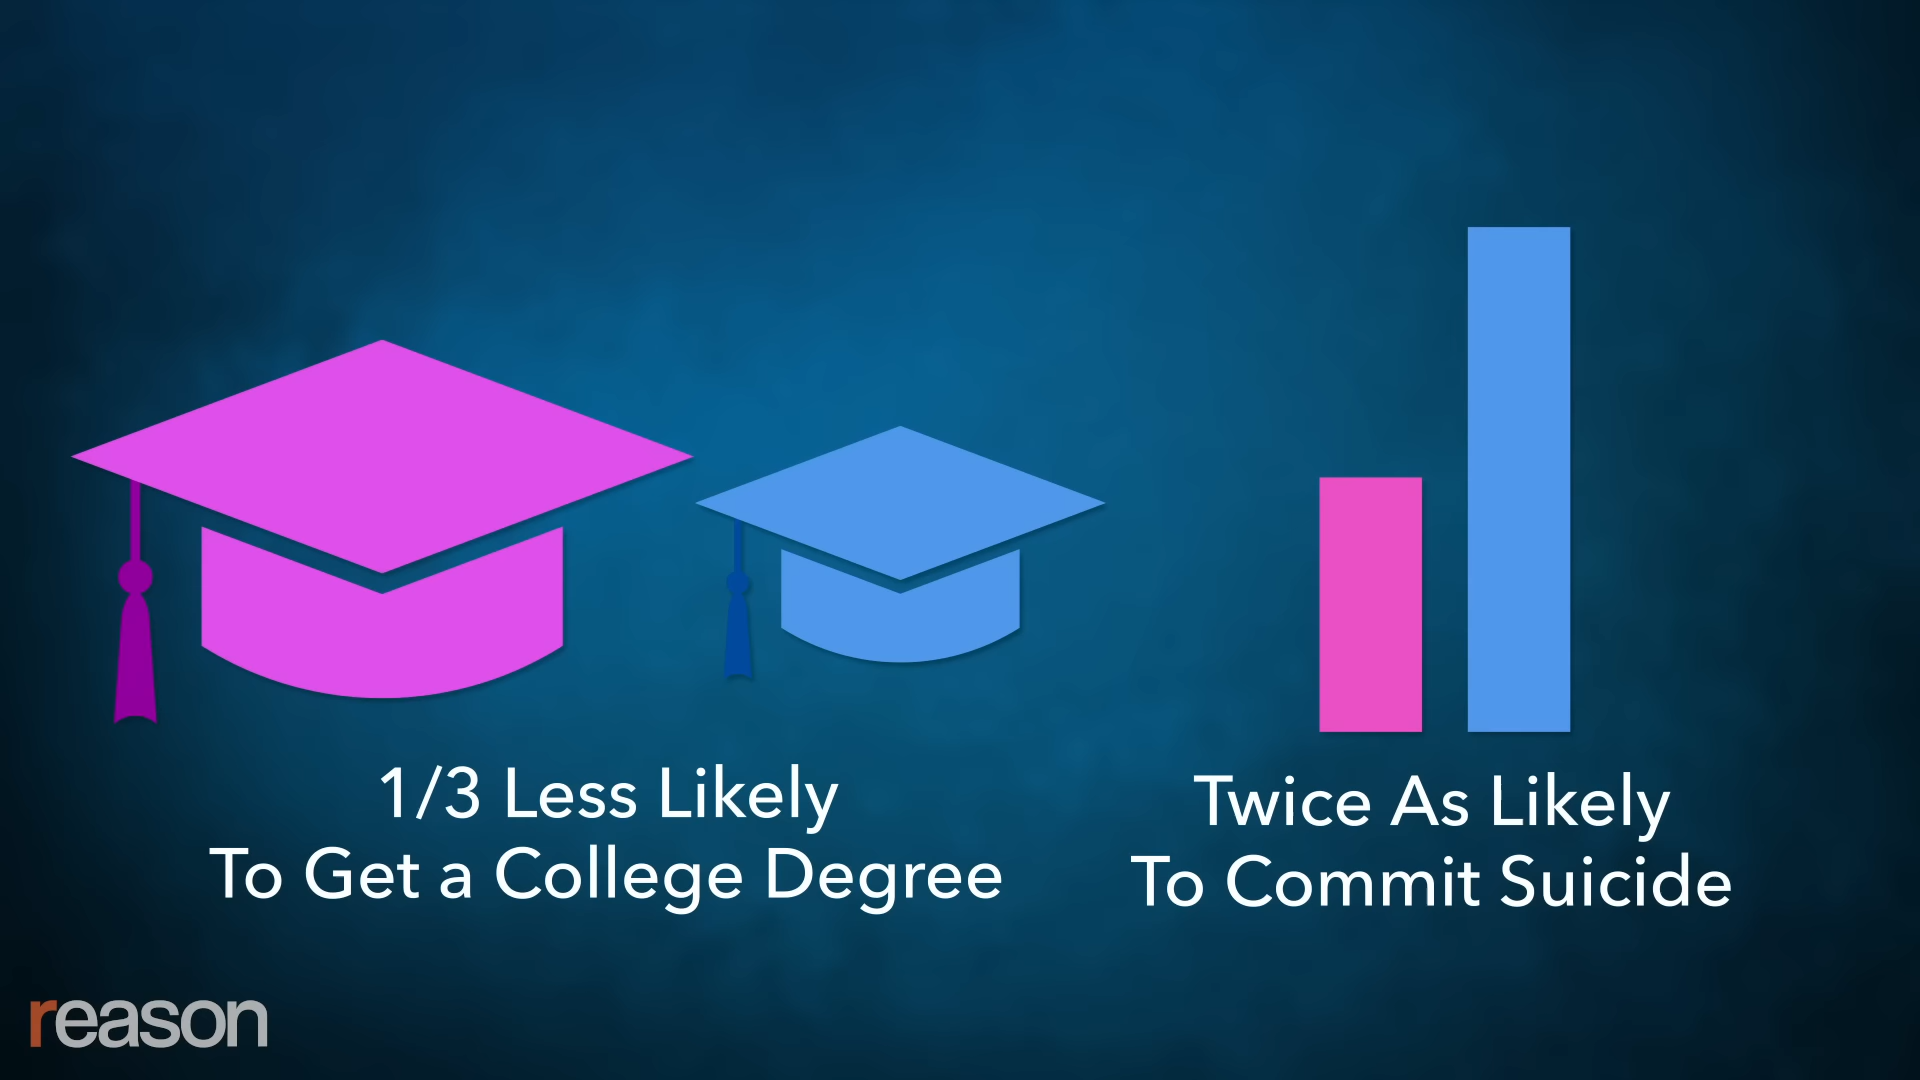 1/3 Less Likely
To Get a College Degree
Twice As Likely
To Commit Suicide
reason